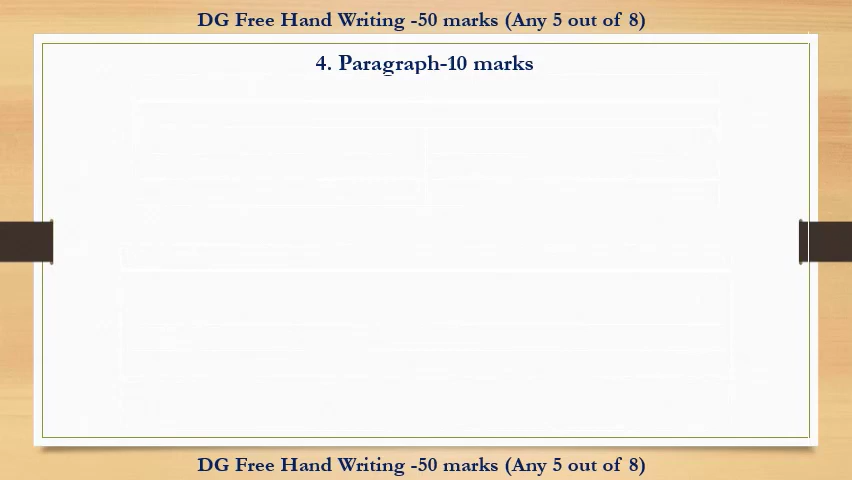 DG Free Hand Writing -50 marks (Any 5 out of 8)
4. Paragraph-10 marks
DG Free Hand Writing -50 marks (Any 5 out of 8)